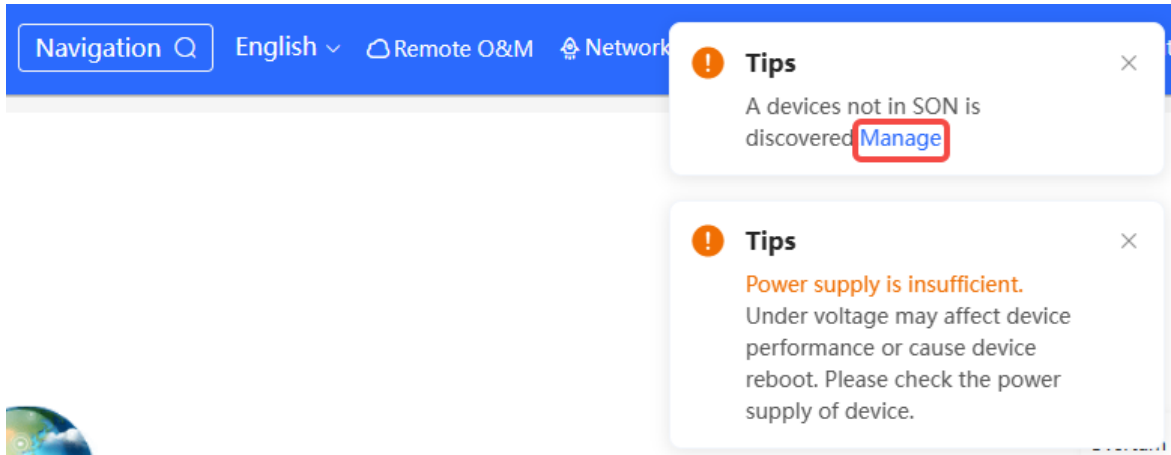 Navigation English Remote O&M Network
Tips
A devices not in SON is
discovered Manage
Tips
Power supply is insufficient.
Under voltage may affect device
performance or cause device
reboot. Please check the power
supply of device.